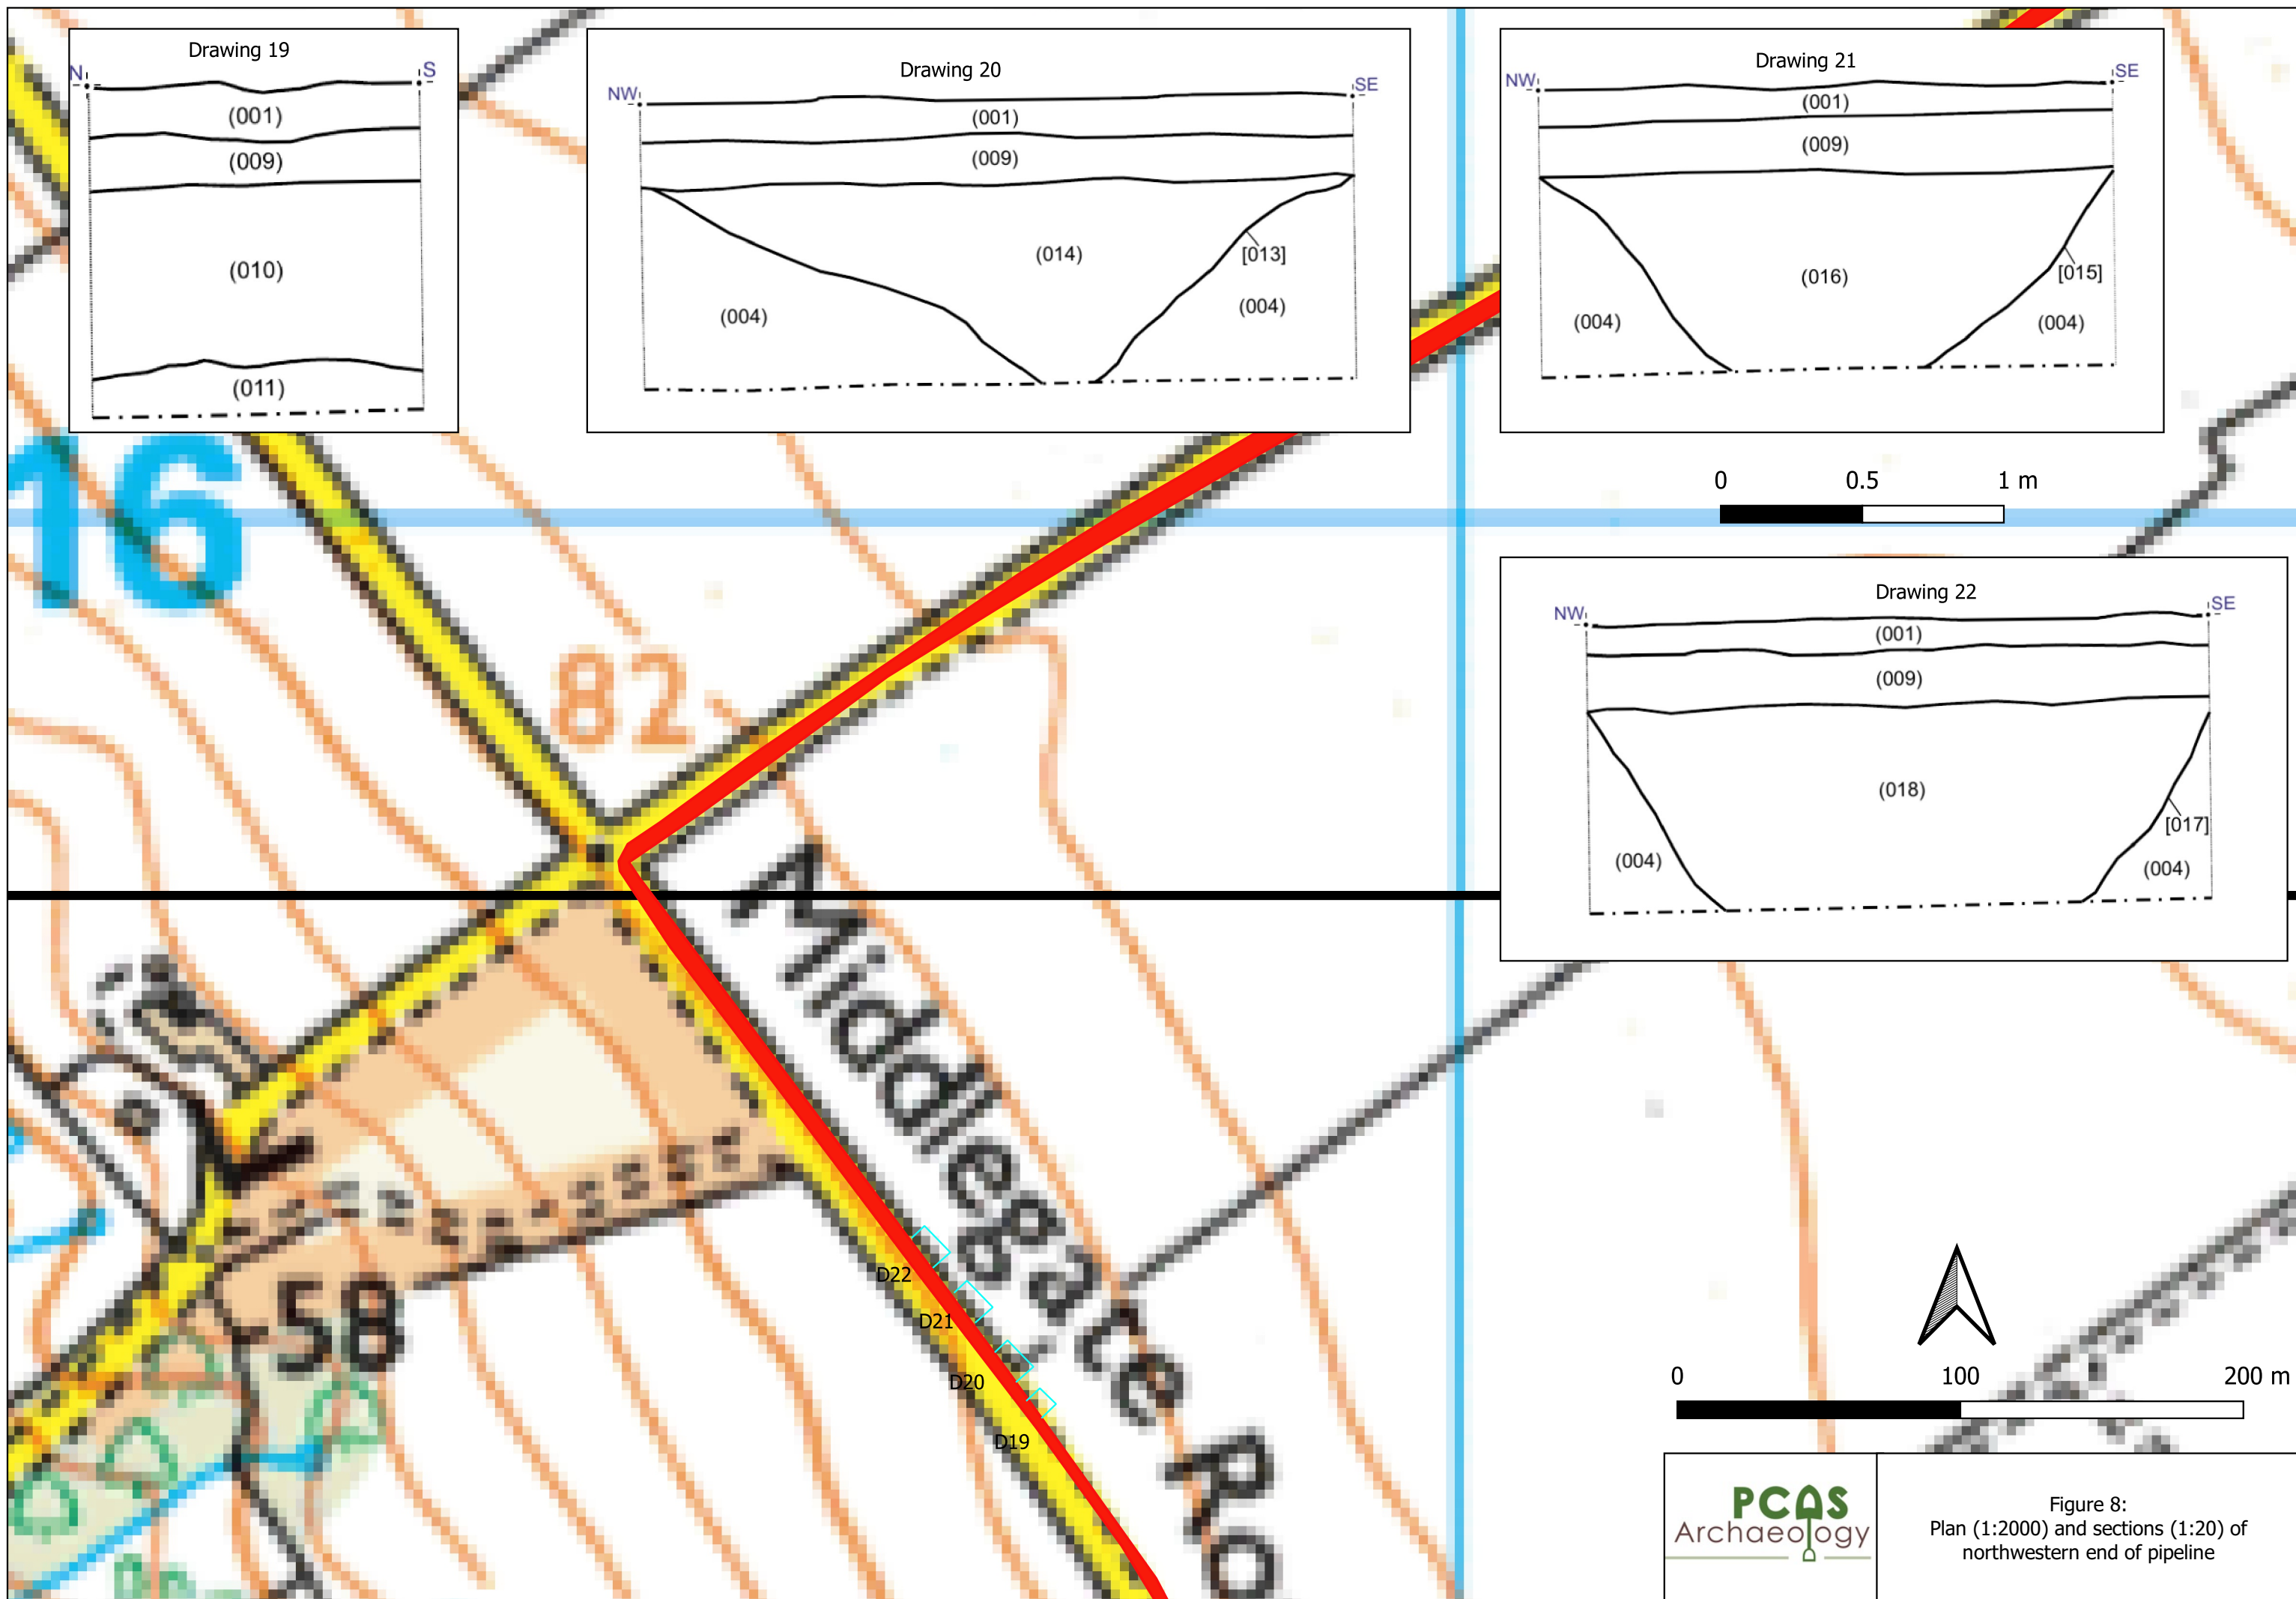 Drawing 19
N
S
(001)
(009)
(010)
(011)
Drawing 20
NW
SE
(001)
(009)
(014)
[013]
(004)
(004)
Drawing 21
NW
SE
(001)
(009)
(016)
[015]
(004)
(004)
0 0.5 1 m
Drawing 22
NW
SE
(001)
(009)
(018)
[017]
(004)
(004)
16
82
Middlegate Ro
58
D22
D21
D20
D19
0 100 200 m
PCAS
Archaeology
Figure 8:
Plan (1:2000) and sections (1:20) of
northwestern end of pipeline